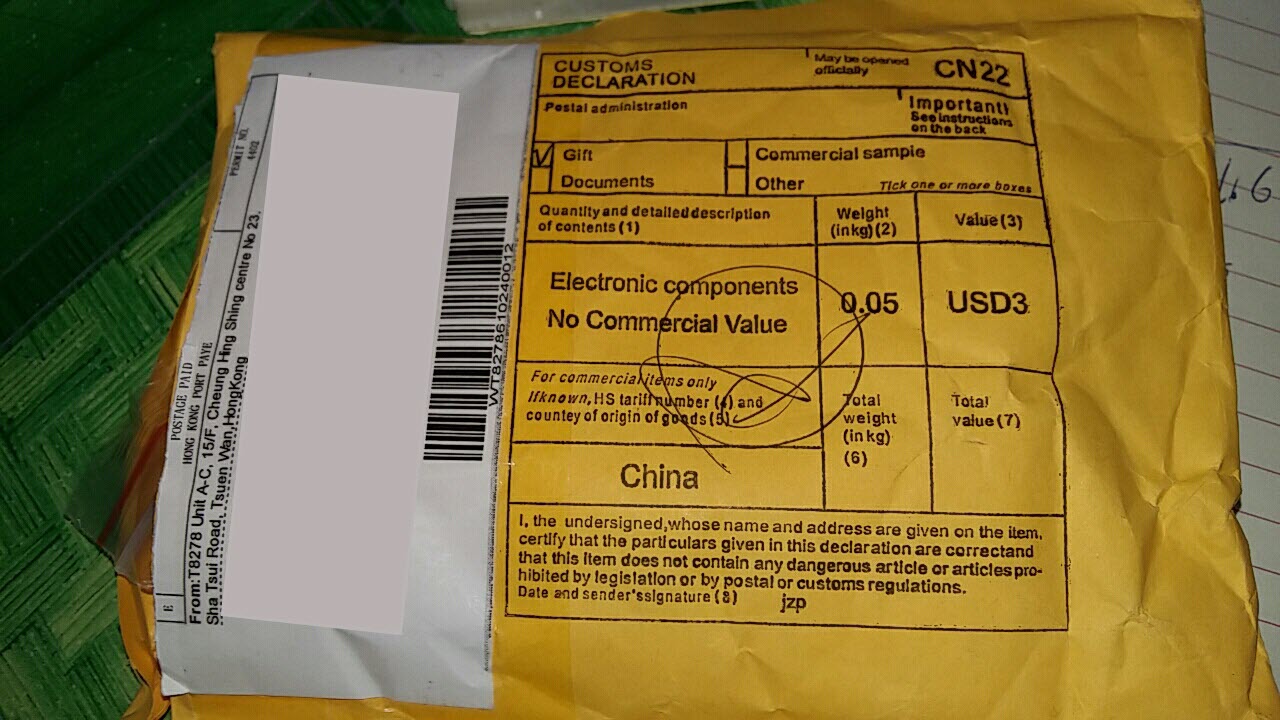 CUSTOMS
DECLARATION
May be opened
officially
CN22
Postal administration
Important!
See instructions
on the back
Gift
Commercial sample
Documents
Other
Tick one or more boxes
Quantity and detailed description
of contents (1)
Weight
(in kg) (2)
Value (3)
Electronic components
No Commercial Value
0.05
USD3
For commercial items only
If known, HS tariff number (4) and
countey of origin of goods (5)
Total
weight
(in kg)
(6)
Total
value (7)
China
I, the undersigned, whose name and address are given on the item,
certify that the particulars given in this declaration are correctand
that this item does not contain any dangerous article or articles pro-
hibited by legislation or by postal or customs regulations.
Date and sender'ssignature (8)
jzp
PERMIT NO.
4402
POSTAGE PAID
HONG KONG PORT PAYE
E
From:T8278 Unit A-C, 15/F, Cheung Hing Shing centre No 23,
Sha Tsui Road, Tsuen Wan,HongKong
WT8278610240012